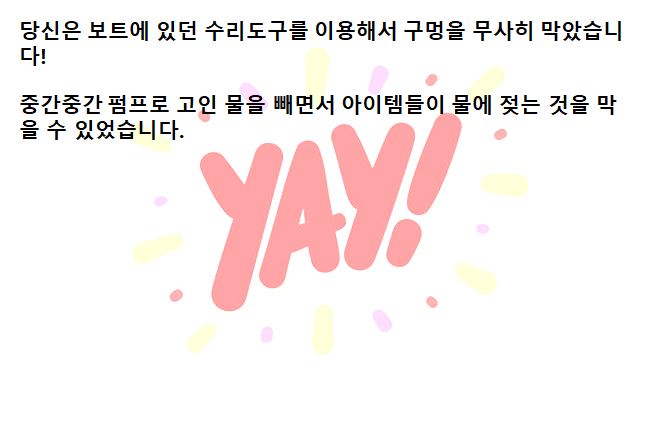 당신은 보트에 있던 수리도구를 이용해서 구멍을 무사히 막았습니
다!
중간중간 펌프로 고인 물을 빼면서 아이템들이 물에 젖는 것을 막
을 수 있었습니다.
YAY!